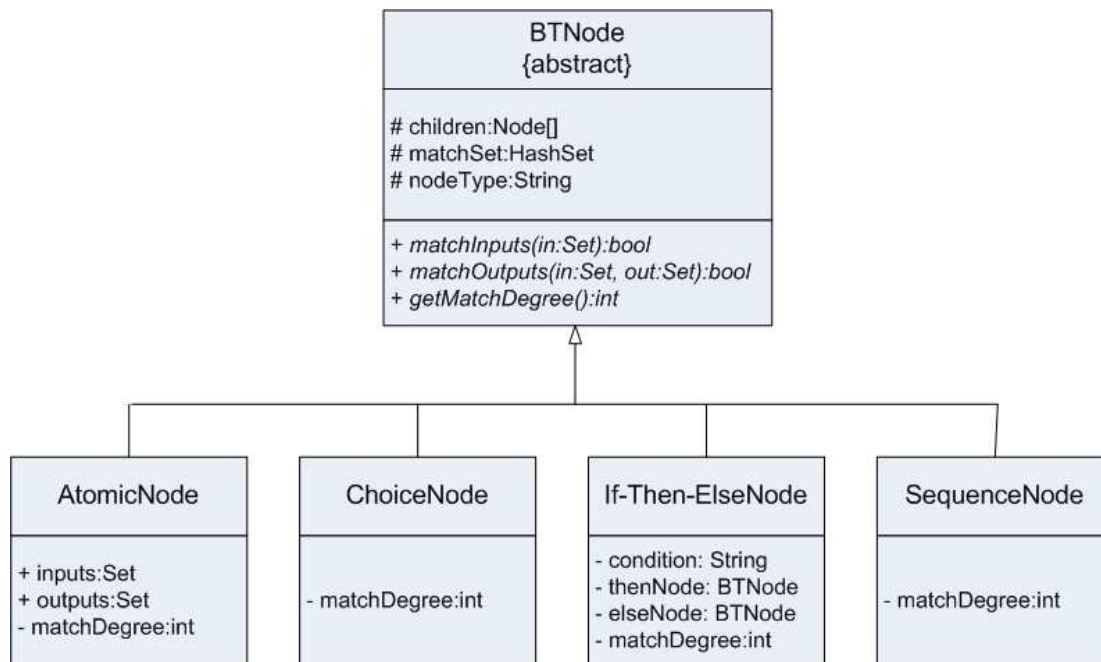 BTNode
{abstract}
# children:Node[]
# matchSet:HashSet
# nodeType:String
+ matchInputs(in:Set):bool
+ matchOutputs(in:Set, out:Set):bool
+ getMatchDegree():int
AtomicNode
+ inputs:Set
+ outputs:Set
- matchDegree:int
ChoiceNode
- matchDegree:int
If-Then-ElseNode
- condition: String
- thenNode: BTNode
- elseNode: BTNode
- matchDegree:int
SequenceNode
- matchDegree:int